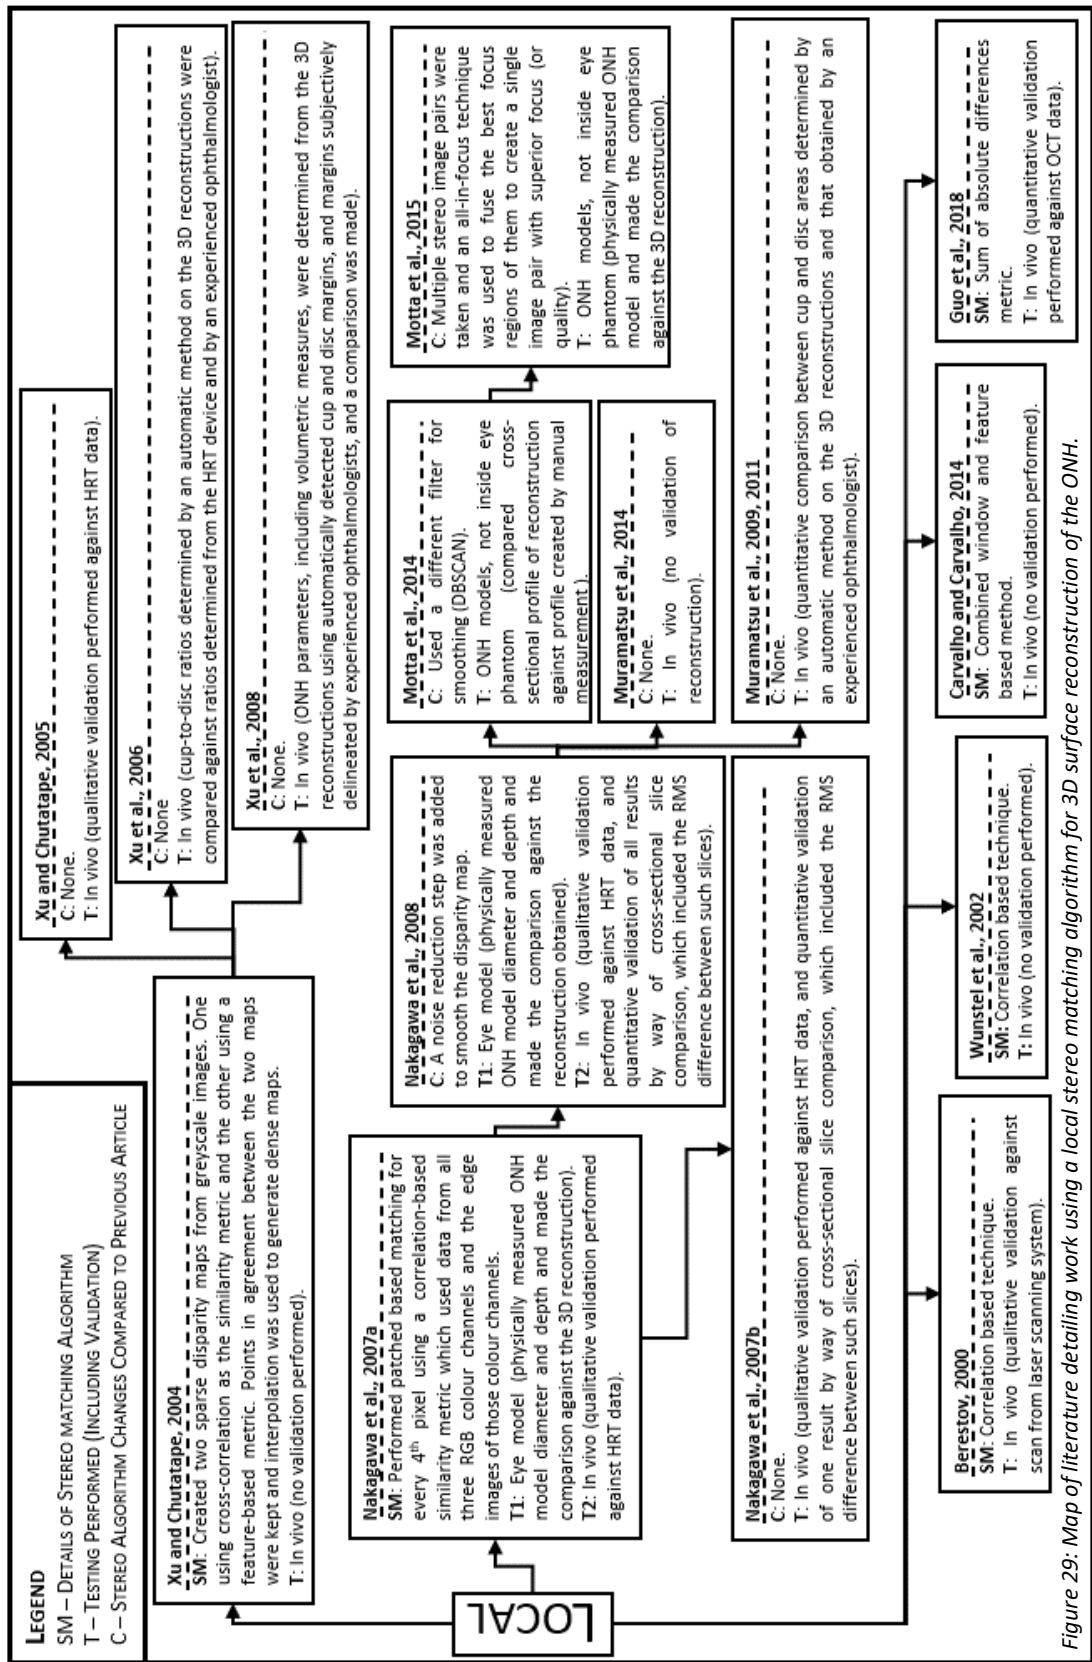 LEGEND
SM – DETAILS OF STEREO MATCHING ALGORITHM
T – TESTING PERFORMED (INCLUDING VALIDATION)
C – STEREO ALGORITHM CHANGES COMPARED TO PREVIOUS ARTICLE
LOCAL
Xu and Chutatape, 2004
SM: Created two sparse disparity maps from greyscale images. One
using cross-correlation as the similarity metric and the other using a
feature-based metric. Points in agreement between the two maps
were kept and interpolation was used to generate dense maps.
T: In vivo (no validation performed).
Xu and Chutatape, 2005
C: None.
T: In vivo (qualitative validation performed against HRT data).
Xu et al., 2006
C: None
T: In vivo (cup-to-disc ratios determined by an automatic method on the 3D reconstructions were
compared against ratios determined from the HRT device and by an experienced ophthalmologist).
Xu et al., 2008
C: None.
T: In vivo (ONH parameters, including volumetric measures, were determined from the 3D
reconstructions using automatically detected cup and disc margins, and margins subjectively
delineated by experienced ophthalmologists, and a comparison was made).
Nakagawa et al., 2007a
SM: Performed patched based matching for
every 4th pixel using a correlation-based
similarity metric which used data from all
three RGB colour channels and the edge
images of those colour channels.
T1: Eye model (physically measured ONH
model diameter and depth and made the
comparison against the 3D reconstruction).
T2: In vivo (qualitative validation performed
against HRT data).
Nakagawa et al., 2008
C: A noise reduction step was added
to smooth the disparity map.
T1: Eye model (physically measured
ONH model diameter and depth and
made the comparison against the
reconstruction obtained).
T2: In vivo (qualitative validation
performed against HRT data, and
quantitative validation of all results
by way of cross-sectional slice
comparison, which included the RMS
difference between such slices).
Motta et al., 2014
C: Used a different filter for
smoothing (DBSCAN).
T: ONH models, not inside eye
phantom (compared cross-
sectional profile of reconstruction
against profile created by manual
measurement.).
Motta et al., 2015
C: Multiple stereo image pairs were
taken and an all-in-focus technique
was used to fuse the best focus
regions of them to create a single
image pair with superior focus (or
quality).
T: ONH models, not inside eye
phantom (physically measured ONH
model and made the comparison
against the 3D reconstruction).
Muramatsu et al., 2014
C: None.
T: In vivo (no validation of
reconstruction).
Nakagawa et al., 2007b
C: None.
T: In vivo (qualitative validation performed against HRT data, and quantitative validation
of one result by way of cross-sectional slice comparison, which included the RMS
difference between such slices).
Muramatsu et al., 2009, 2011
C: None.
T: In vivo (quantitative comparison between cup and disc areas determined by
an automatic method on the 3D reconstructions and that obtained by an
experienced ophthalmologist).
Berestov, 2000
SM: Correlation based technique.
T: In vivo (qualitative validation against
scan from laser scanning system).
Wunstel et al., 2002
SM: Correlation based technique.
T: In vivo (no validation performed).
Carvalho and Carvalho, 2014
SM: Combined window and feature
based method.
T: In vivo (no validation performed).
Guo et al., 2018
SM: Sum of absolute differences
metric.
T: In vivo (quantitative validation
performed against OCT data).
Figure 29: Map of literature detailing work using a local stereo matching algorithm for 3D surface reconstruction of the ONH.